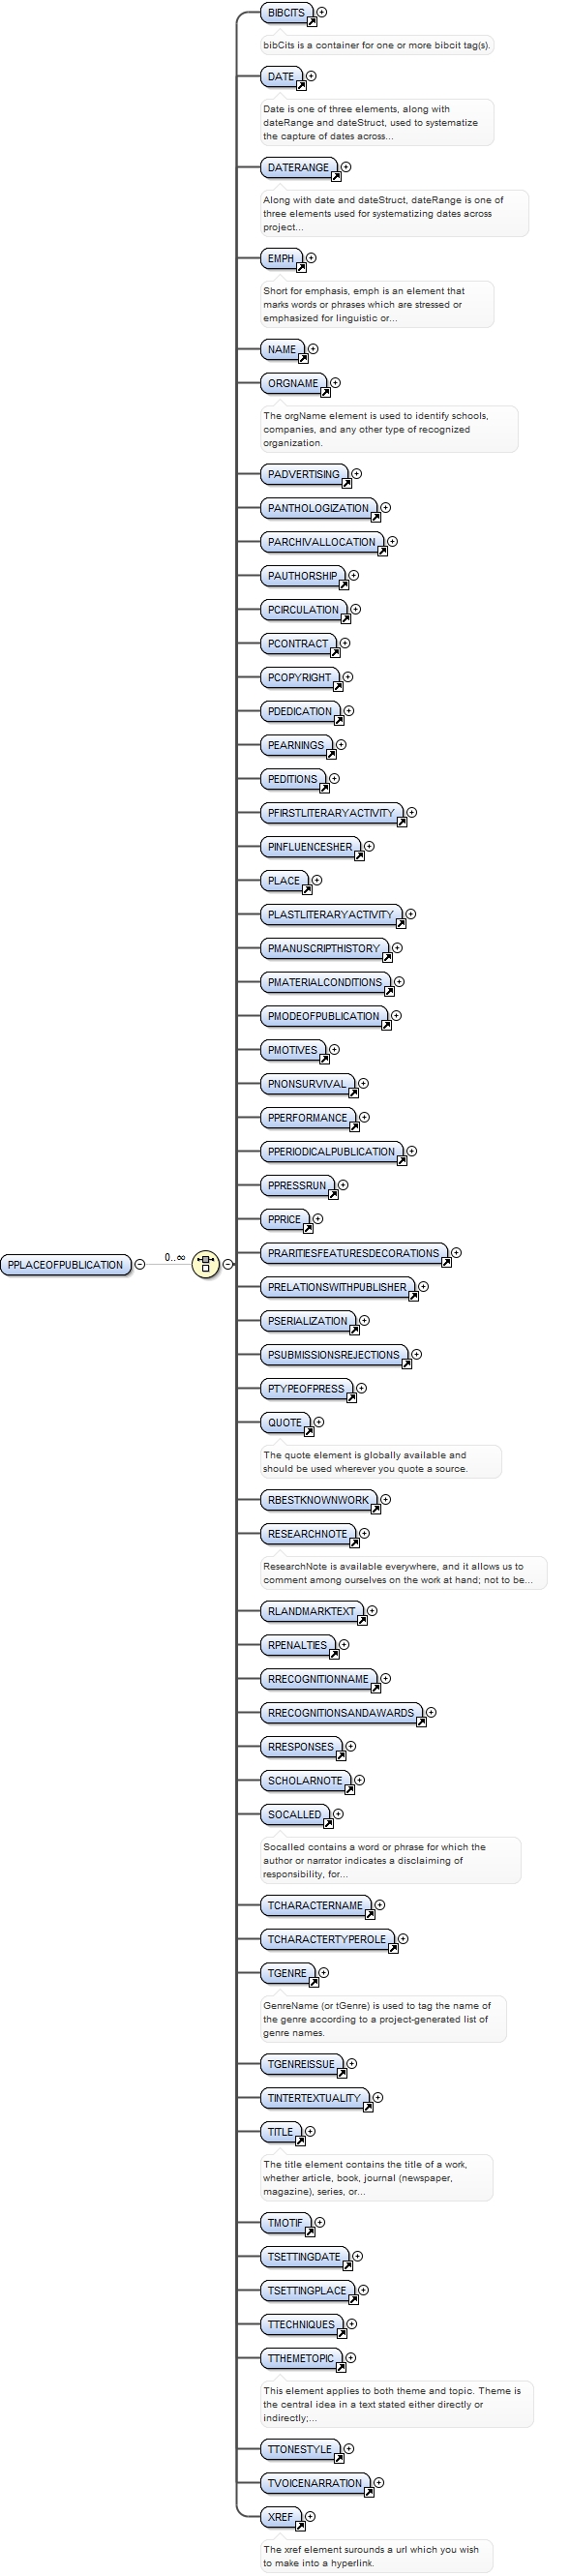 BIBCITS
bibCits is a container for one or more bibcit tag(s).
DATE
Date is one of three elements, along with
dateRange and dateStruct, used to systematize
the capture of dates across...
DATERANGE
Along with date and dateStruct, dateRange is one of
three elements used for systematizing dates across
project...
EMPH
Short for emphasis, emph is an element that
marks words or phrases which are stressed or
emphasized for linguistic or...
NAME
ORGNAME
The orgName element is used to identify schools,
companies, and any other type of recognized
organization.
PADVERTISING
PANTHOLOGIZATION
PARCHIVALLOCATION
PAUTHORSHIP
PCIRCULATION
PCONTRACT
PCOPYRIGHT
PDEDICATION
PEARNINGS
PEDITIONS
PFIRSTLITERARYACTIVITY
PINFLUENCESHER
PLACE
PLASTLITERARYACTIVITY
PMANUSCRIPTHISTORY
PMATERIALCONDITIONS
PMODEOFPUBLICATION
PMOTIVES
PNONSURVIVAL
PPERFORMANCE
PPERIODICALPUBLICATION
PPRESSRUN
PPRICE
PRARITIESFEATURESDECORATIONS
PPLACEOFPUBLICATION
0..∞
PRELATIONSWITHPUBLISHER
PSERIALIZATION
PSUBMISSIONSREJECTIONS
PTYPEOFPRESS
QUOTE
The quote element is globally available and
should be used wherever you quote a source.
RBESTKNOWNWORK
RESEARCHNOTE
ResearchNote is available everywhere, and it allows us to
comment among ourselves on the work at hand; not to be...
RLANDMARKTEXT
RPENALTIES
RRECOGNITIONNAME
RRECOGNITIONSANDAWARDS
RRESPONSES
SCHOLARNOTE
SOCALLED
Socalled contains a word or phrase for which the
author or narrator indicates a disclaiming of
responsibility, for...
TCHARACTERNAME
TCHARACTERTYPEROLE
TGENRE
GenreName (or tGenre) is used to tag the name of
the genre according to a project-generated list of
genre names.
TGENREISSUE
TINTERTEXTUALITY
TITLE
The title element contains the title of a work,
whether article, book, journal (newspaper,
magazine), series, or...
TMOTIF
TSETTINGDATE
TSETTINGPLACE
TTECHNIQUES
TTHEMETOPIC
This element applies to both theme and topic. Theme is
the central idea in a text stated either directly or
indirectly;...
TTONESTYLE
TVOICENARRATION
XREF
The xref element surounds a url which you wish
to make into a hyperlink.